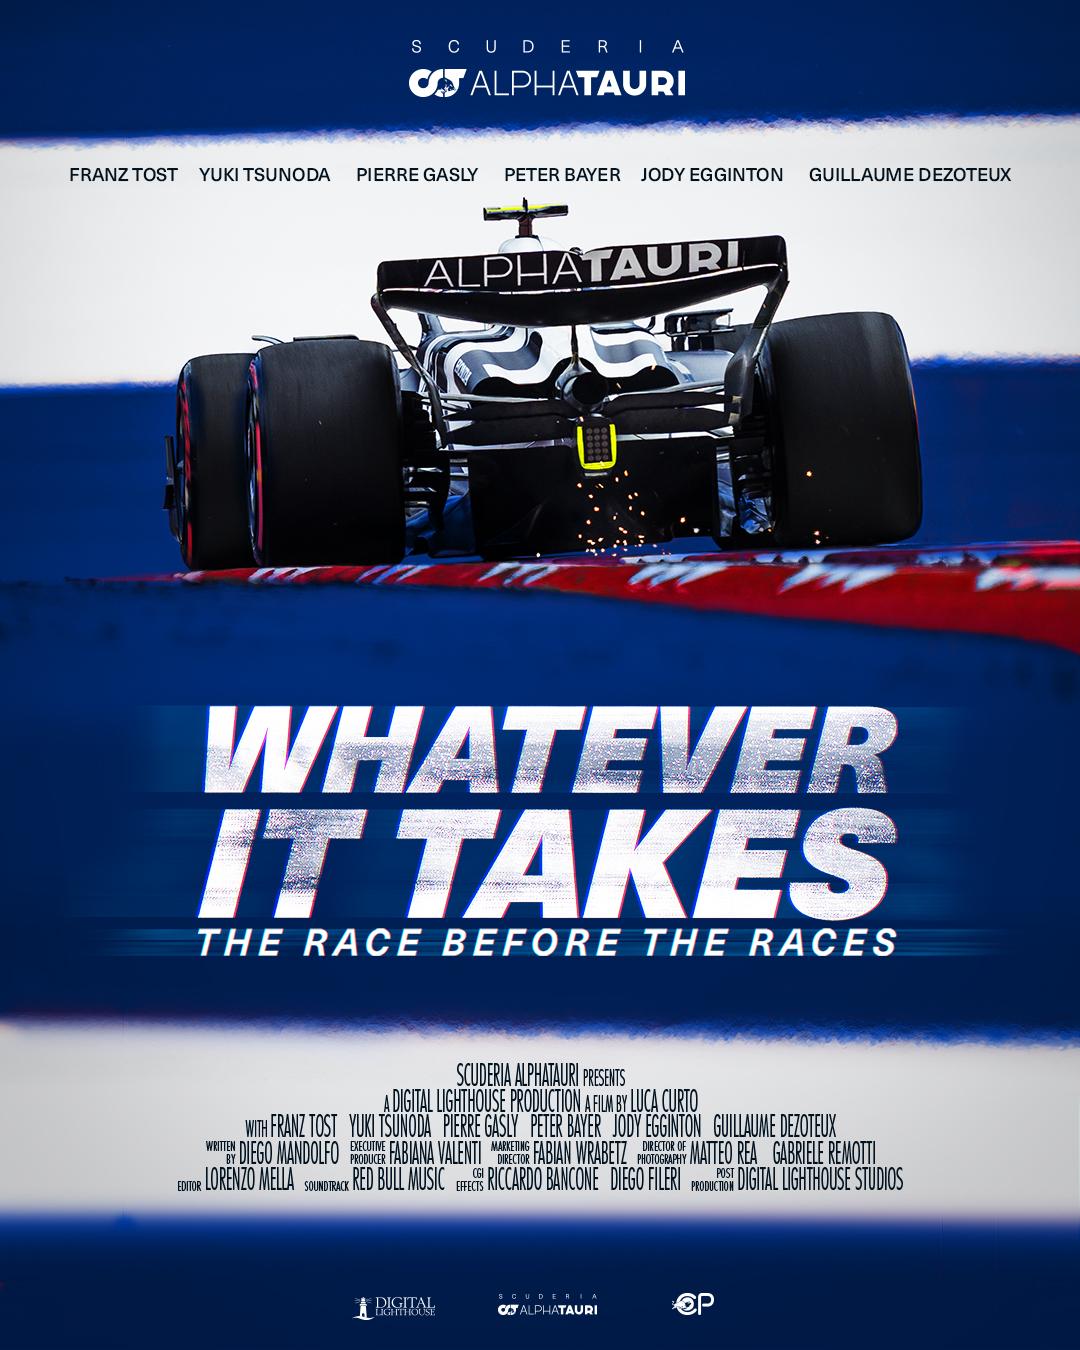 SCUDERIA
ALPHATAURI
FRANZ TOST YUKI TSUNODA PIERRE GASLY PETER BAYER JODY EGGINTON GUILLAUME DEZOTEUX
ALPHATAURI
WHATEVER
IT TAKES
THE RACE BEFORE THE RACES
SCUDERIA ALPHATAURI PRESENTS
A DIGITAL LIGHTHOUSE PRODUCTION A FILM BY LUCA CURTO
WITH FRANZ TOST YUKI TSUNODA PIERRE GASLY PETER BAYER JODY EGGINTON GUILLAUME DEZOTEUX
WRITTEN BY DIEGO MANDOLFO EXECUTIVE PRODUCER FABIANA VALENTI MARKETING DIRECTOR FABIAN WRABETZ DIRECTOR OF PHOTOGRAPHY MATTEO REA GABRIELE REMOTTI
EDITOR LORENZO MELLA SOUNDTRACK RED BULL MUSIC CGI EFFECTS RICCARDO BANCONE DIEGO FILERI POST PRODUCTION DIGITAL LIGHTHOUSE STUDIOS
DIGITAL
LIGHTHOUSE
SCUDERIA
ALPHATAURI
CP